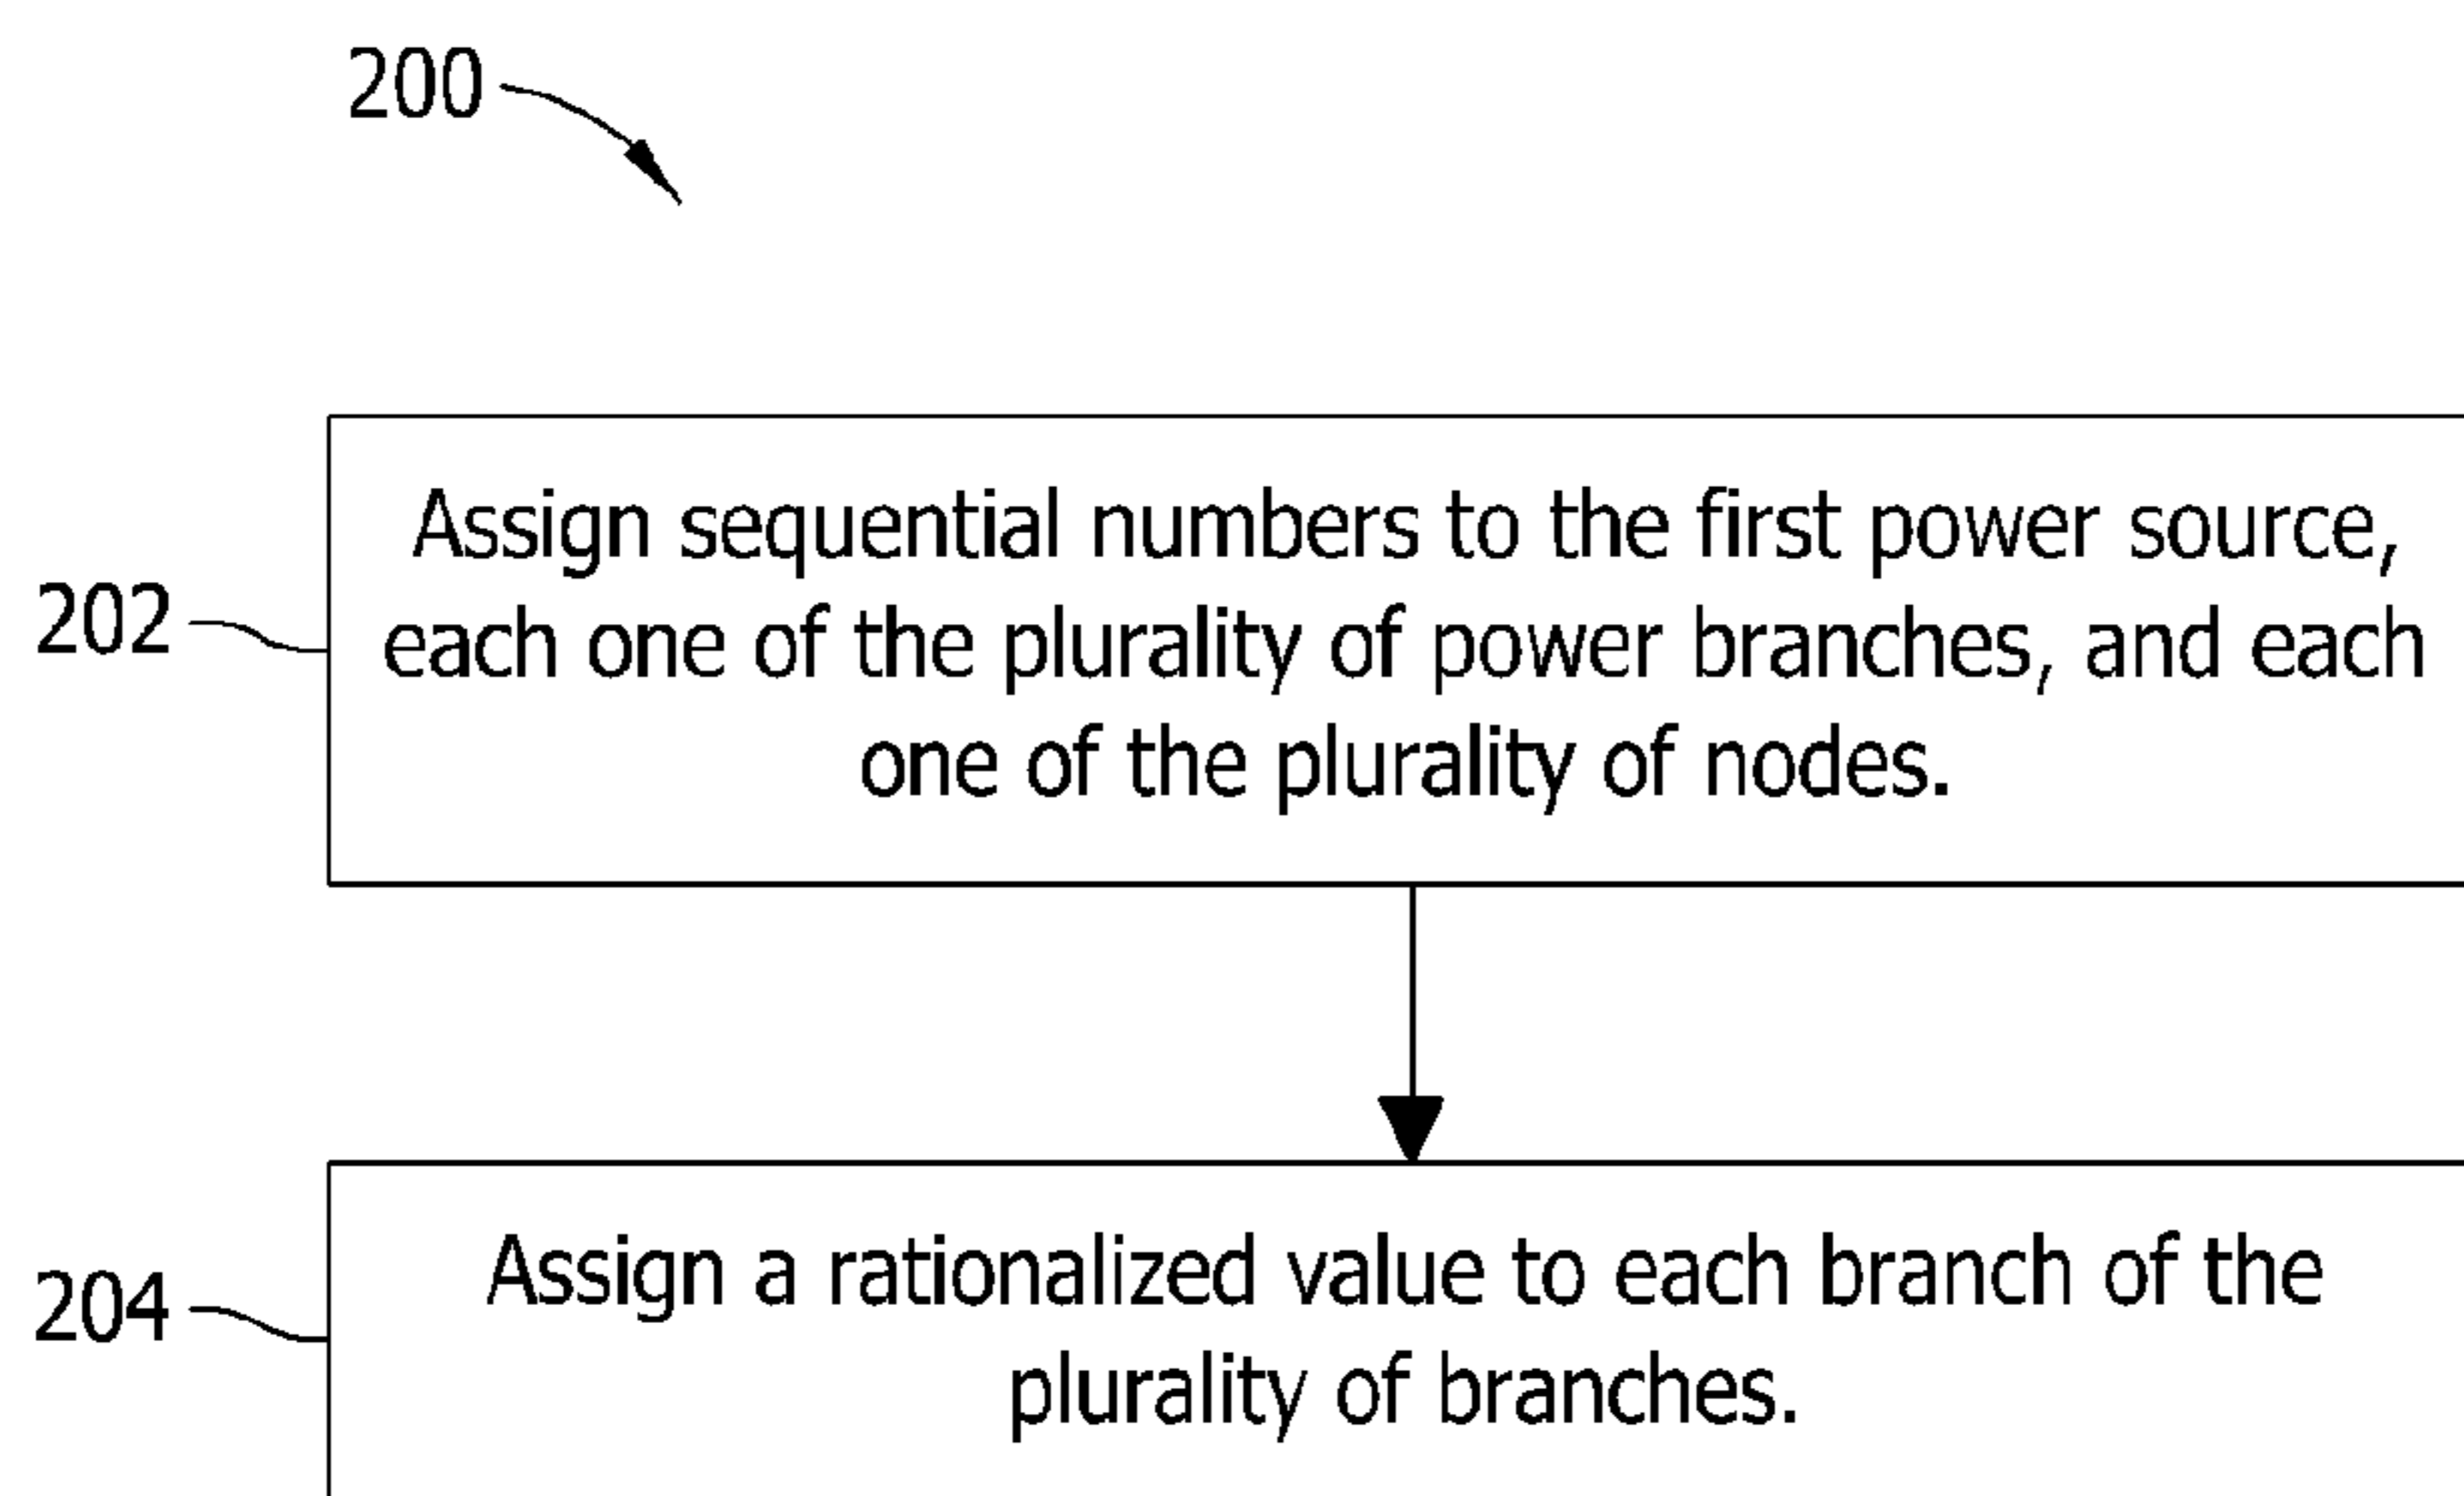 200
202
Assign sequential numbers to the first power source,
each one of the plurality of power branches, and each
one of the plurality of nodes.
204
Assign a rationalized value to each branch of the
plurality of branches.